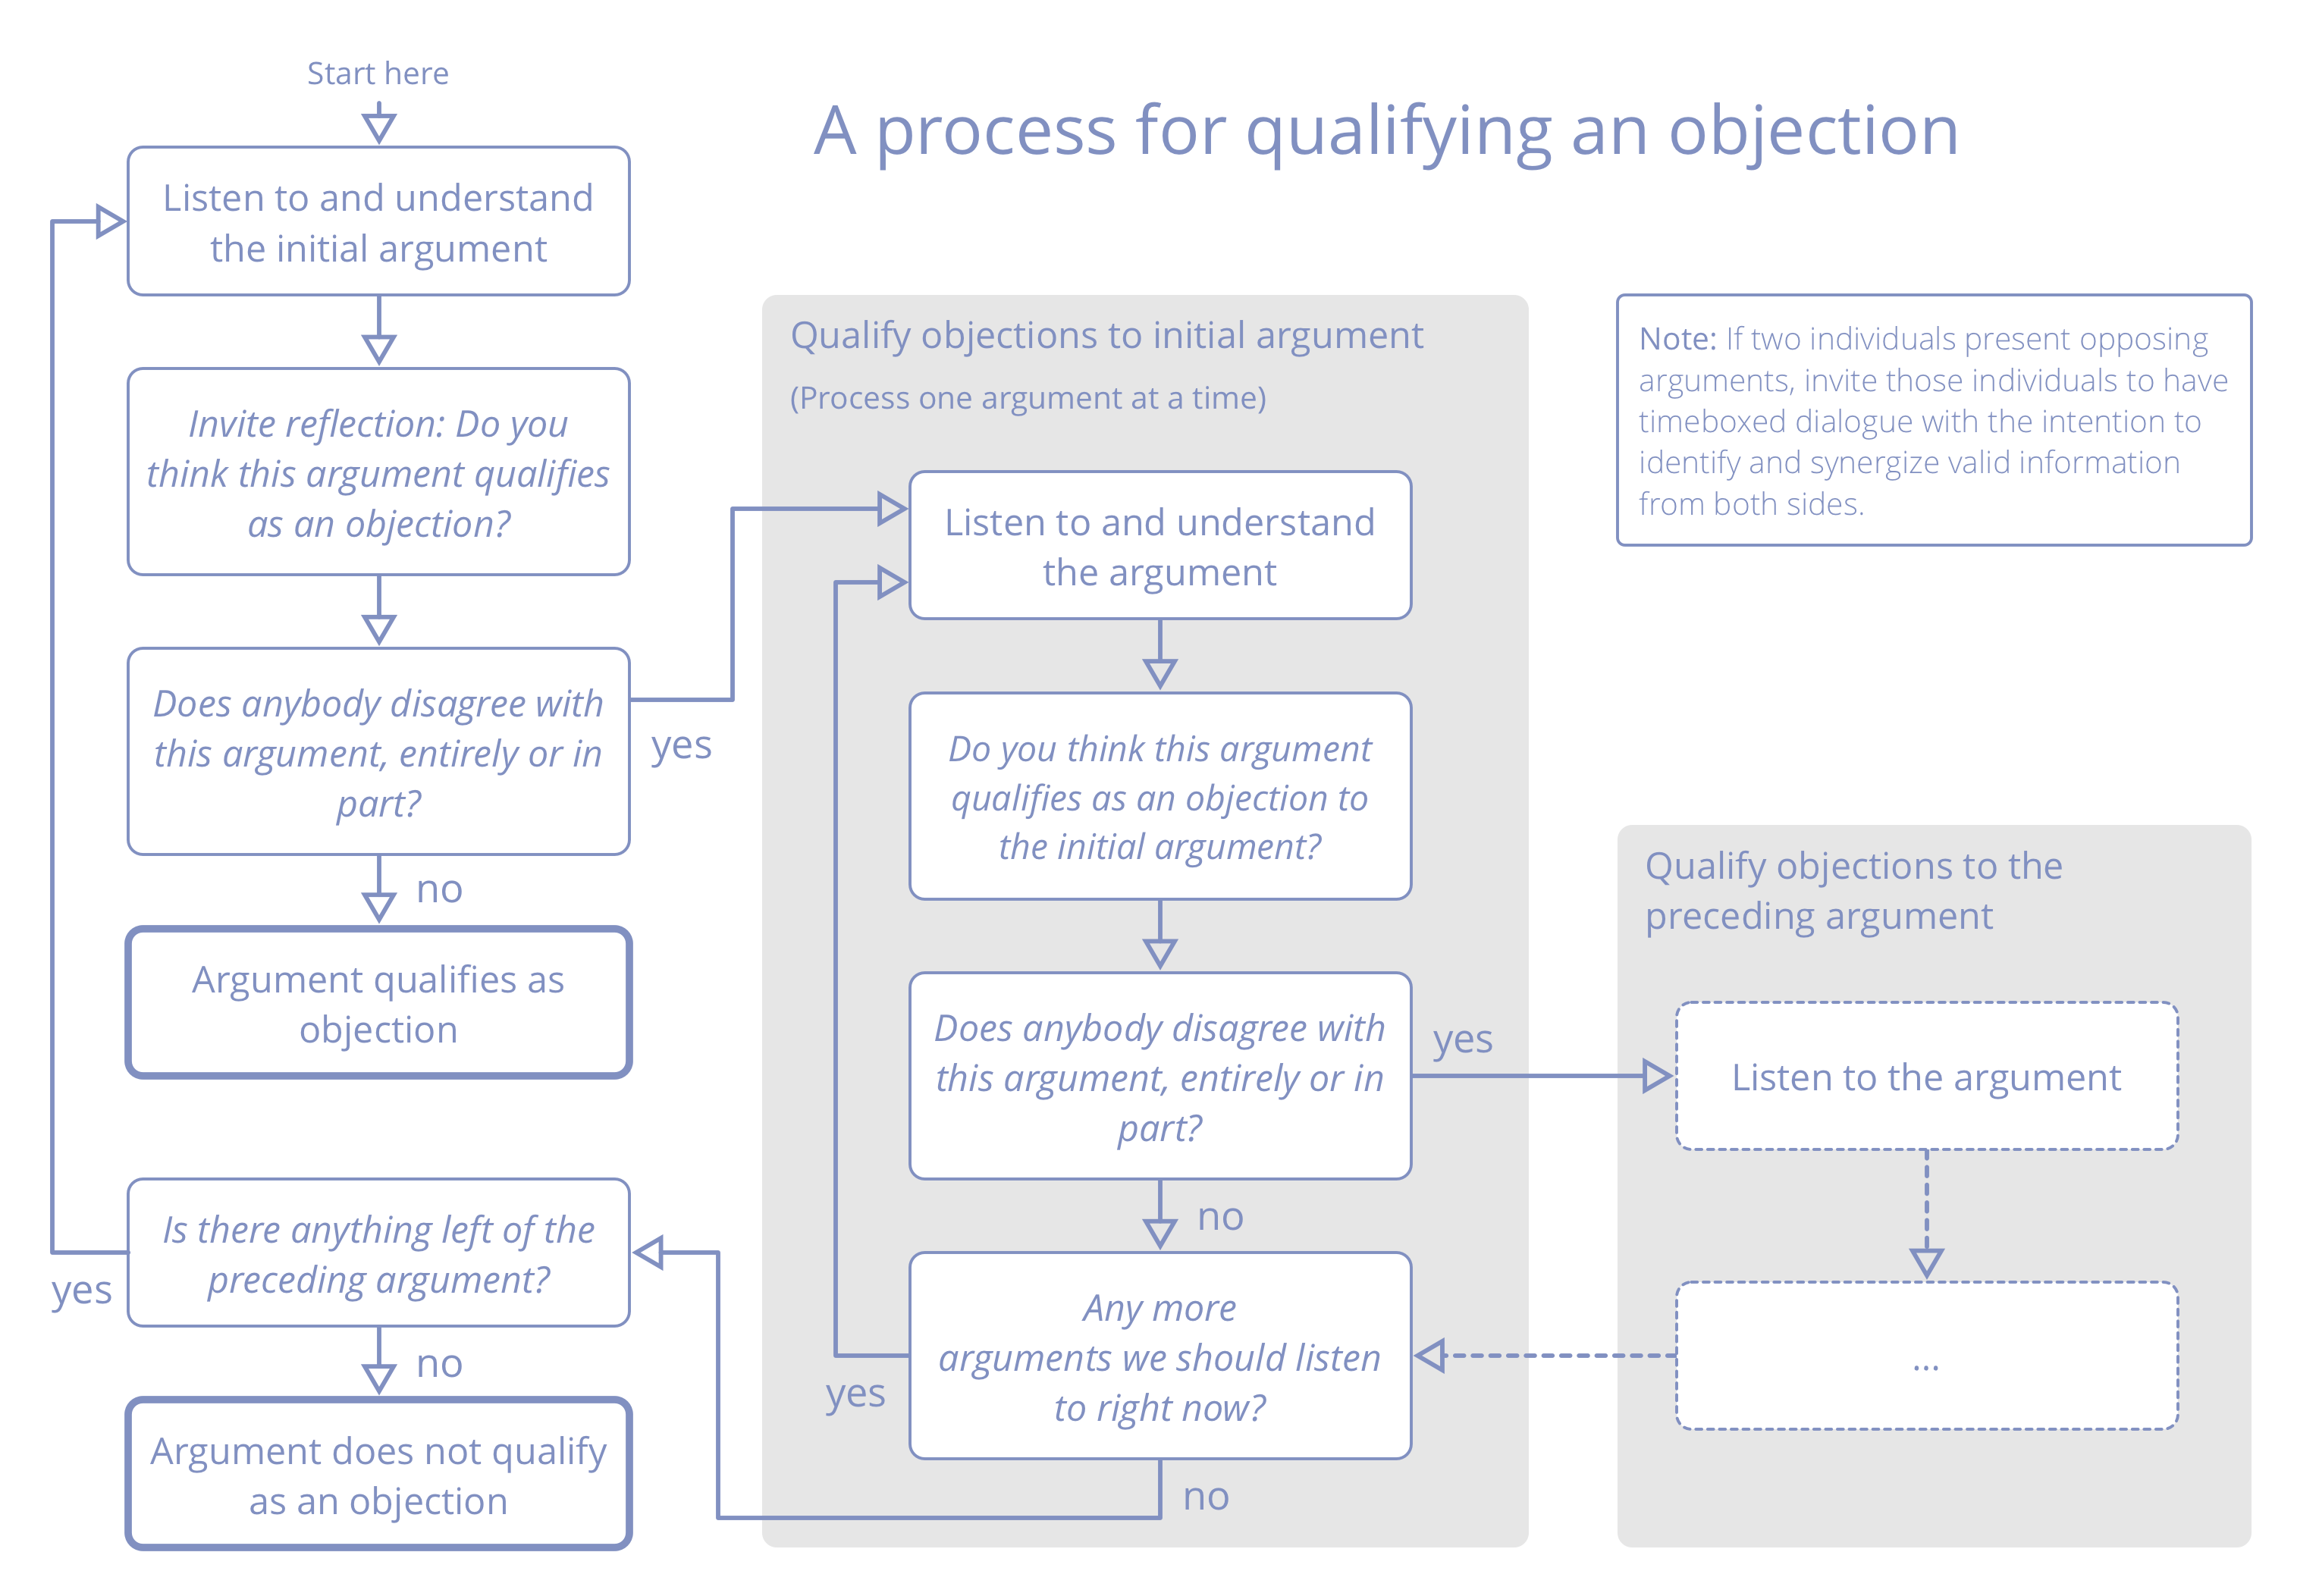 Start here
A process for qualifying an objection
Listen to and understand
the initial argument
Invite reflection: Do you
think this argument qualifies
as an objection?
Does anybody disagree with
this argument, entirely or in
part?
yes
no
Argument qualifies as
objection
Is there anything left of the
preceding argument?
yes
no
Argument does not qualify
as an objection
Qualify objections to initial argument
(Process one argument at a time)
Listen to and understand
the argument
Do you think this argument
qualifies as an objection to
the initial argument?
Does anybody disagree with
this argument, entirely or in
part?
yes
no
Any more
arguments we should listen
to right now?
yes
no
Note: If two individuals present opposing
arguments, invite those individuals to have
timeboxed dialogue with the intention to
identify and synergize valid information
from both sides.
Qualify objections to the
preceding argument
Listen to the argument
...